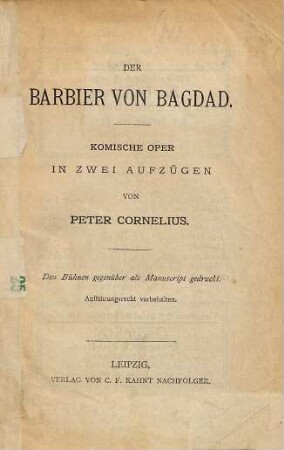 DER
BARBIER VON BAGDAD.
KOMISCHE OPER
IN ZWEI AUFZÜGEN
VON
PETER CORNELIUS.
Den Bühnen gegenüber als Manuscript gedruckt.
Aufführungsrecht vorbehalten.
LEIPZIG,
VERLAG VON C. F. KAHNT NACHFOLGER.